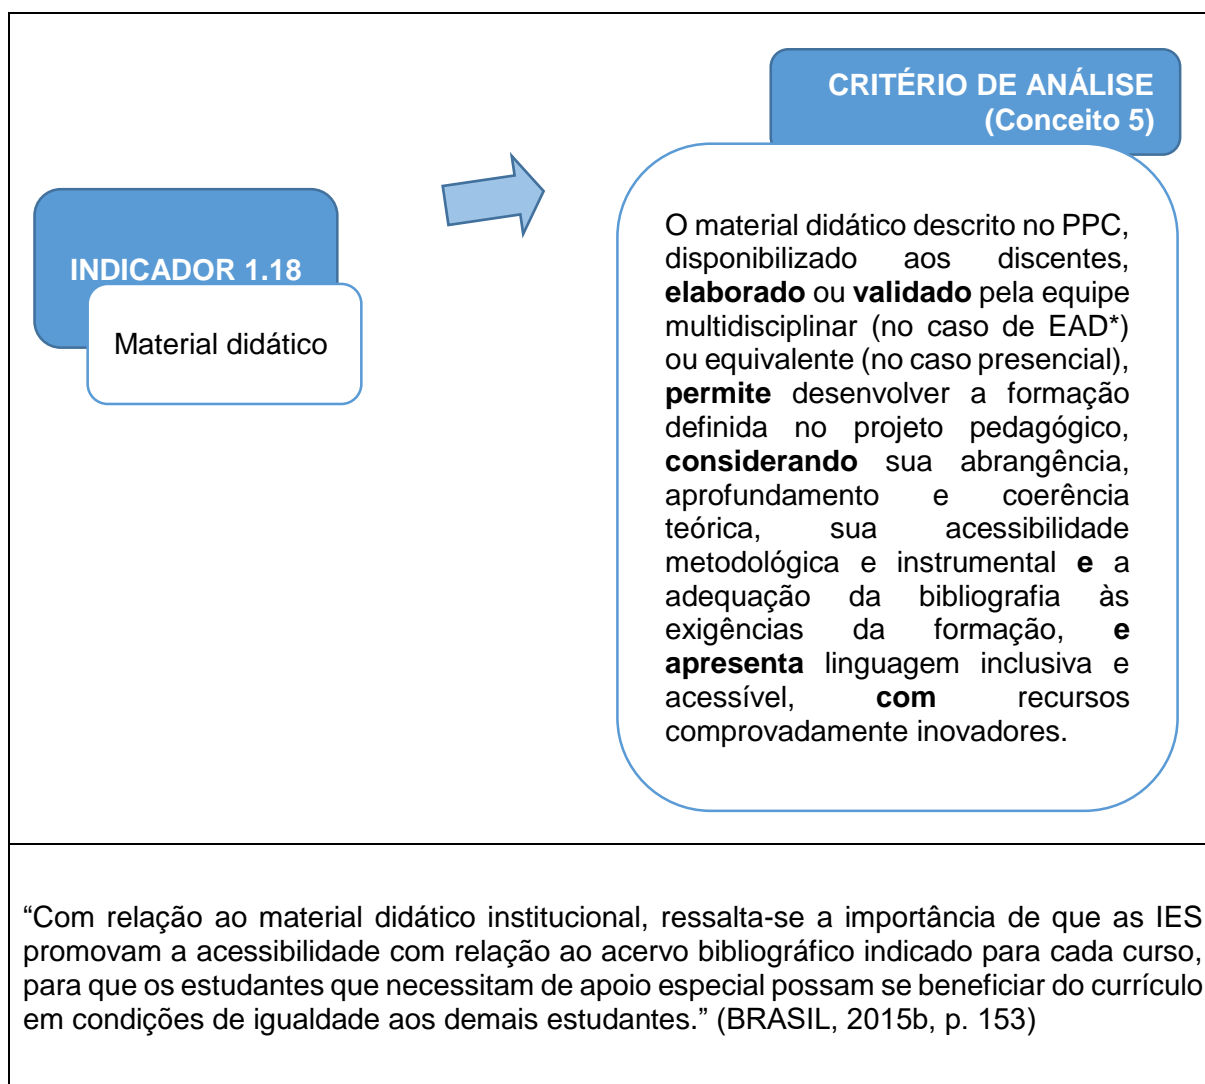 CRITÉRIO DE ANÁLISE
(Conceito 5)
INDICADOR 1.18
Material didático
O material didático descrito no PPC,
disponibilizado aos discentes,
elaborado ou validado pela equipe
multidisciplinar (no caso de EAD*)
ou equivalente (no caso presencial),
permite desenvolver a formação
definida no projeto pedagógico,
considerando sua abrangência,
aprofundamento e coerência
teórica, sua acessibilidade
metodológica e instrumental e a
adequação da bibliografia às
exigências da formação, e
apresenta linguagem inclusiva e
acessível, com recursos
comprovadamente inovadores.
“Com relação ao material didático institucional, ressalta-se a importância de que as IES
promovam a acessibilidade com relação ao acervo bibliográfico indicado para cada curso,
para que os estudantes que necessitam de apoio especial possam se beneficiar do currículo
em condições de igualdade aos demais estudantes.” (BRASIL, 2015b, p. 153)